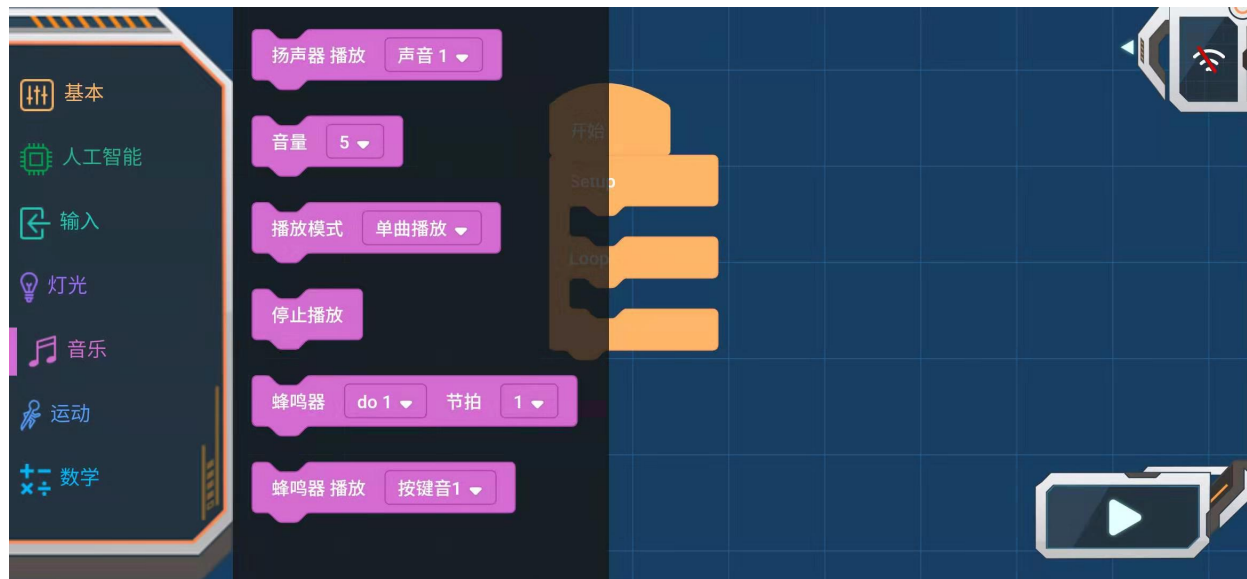 基本
人工智能
输入
灯光
音乐
运动
数学
扬声器 播放 声音 1
音量 5
播放模式 单曲播放
停止播放
蜂鸣器 do 1 节拍 1
蜂鸣器 播放 按键音1
开始
Setup
Loop